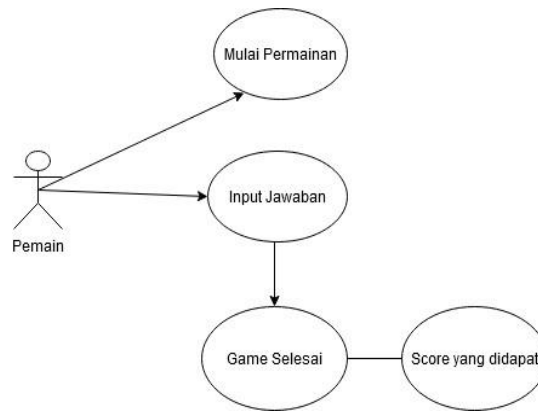 Mulai Permainan
Pemain
Input Jawaban
Game Selesai
Score yang didapat